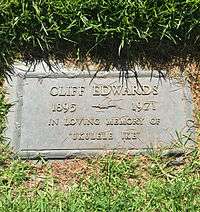 CLIFF EDWARDS
1895 1971
IN LOVING MEMORY OF
"UKULELE IKE"